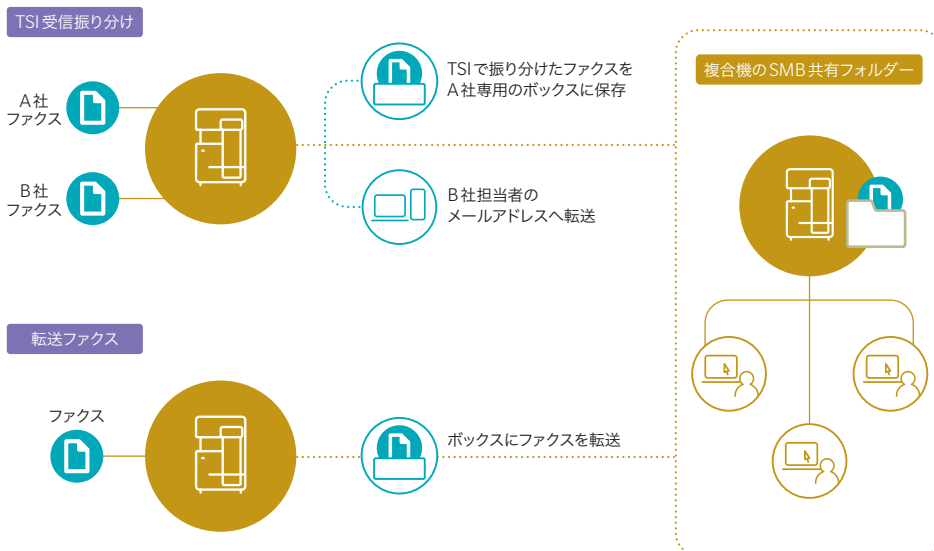 TSI受信振り分け
A社
ファクス
B社
ファクス
TSIで振り分けたファクスを
A社専用のボックスに保存
B社担当者の
メールアドレスへ転送
転送ファクス
ファクス
ボックスにファクスを転送
複合機のSMB共有フォルダー